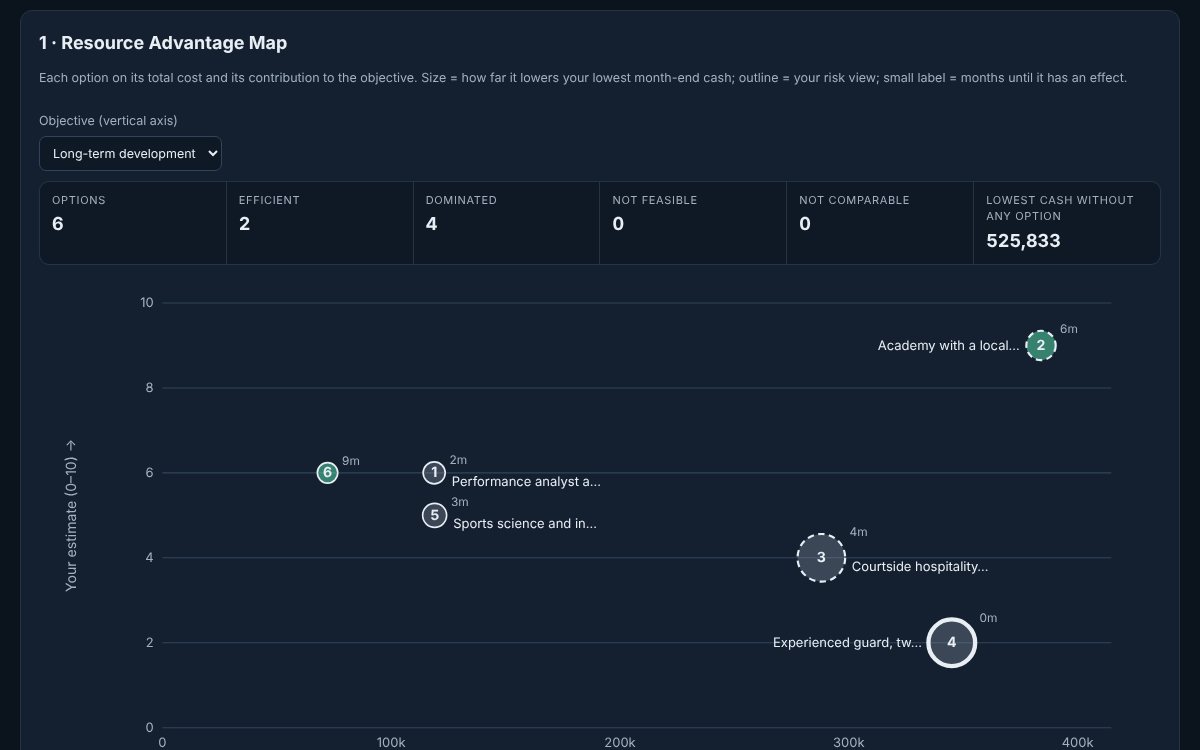 1 · Resource Advantage Map
Each option on its total cost and its contribution to the objective. Size = how far it lowers your lowest month-end cash; outline = your risk view; small label = months until it has an effect.
Objective (vertical axis)
Long-term development
OPTIONS
6
EFFICIENT
2
DOMINATED
4
NOT FEASIBLE
0
NOT COMPARABLE
0
LOWEST CASH WITHOUT
ANY OPTION
525,833
10
6m
Academy with a local... 2
8
9m
6
2m
6
1
Performance analyst a...
3m
5
Sports science and in...
Your estimate (0–10) →
4m
4
3
Courtside hospitality...
0m
2
Experienced guard, tw... 4
0
0
100k
200k
300k
400k